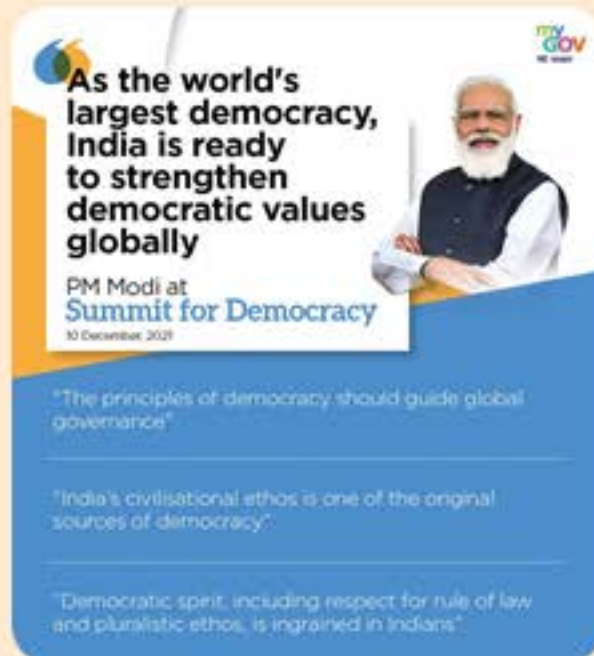 my
GOV
As the world's
largest democracy,
India is ready
to strengthen
democratic values
globally
PM Modi at
Summit for Democracy
10 December, 2021
"The principles of democracy should guide global
governance"
"India's civilisational ethos is one of the original
sources of democracy"
"Democratic spirit, including respect for rule of law
and pluralistic ethos, is ingrained in Indians"